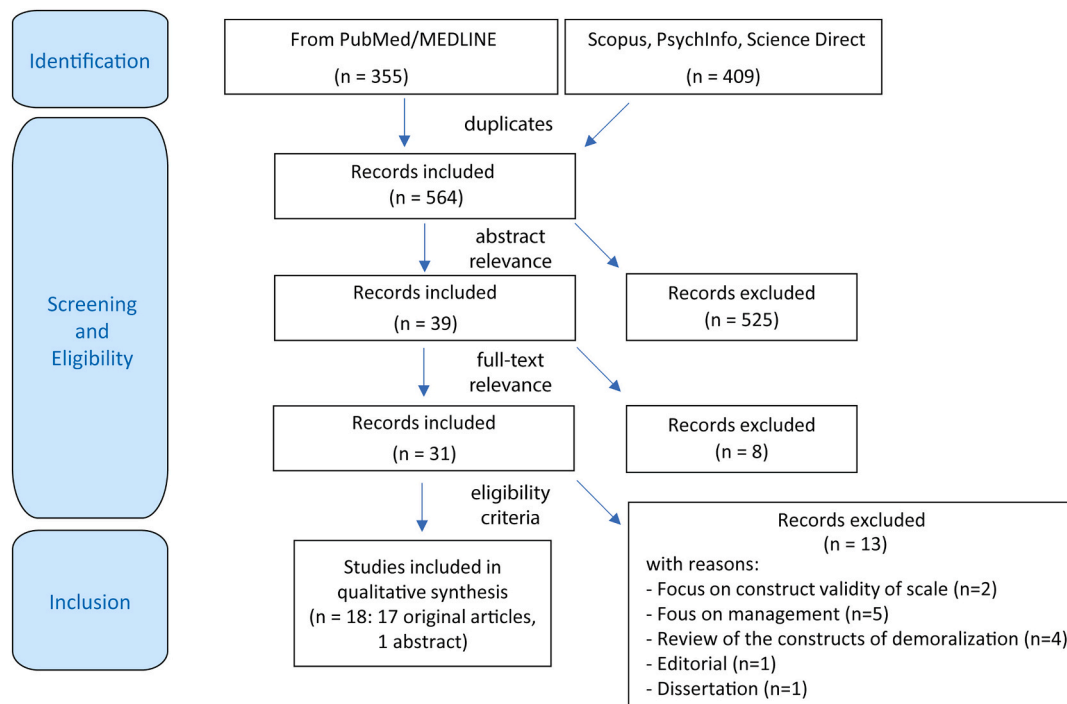 Identification
From PubMed/MEDLINE
(n = 355)
Scopus, PsychInfo, Science Direct
(n = 409)
duplicates
Screening
and
Eligibility
Records included
(n = 564)
abstract
relevance
Records included
(n = 39)
Records excluded
(n = 525)
full-text
relevance
Records included
(n = 31)
Records excluded
(n = 8)
eligibility
criteria
Inclusion
Studies included in
qualitative synthesis
(n = 18: 17 original articles,
1 abstract)
Records excluded
(n = 13)
with reasons:
- Focus on construct validity of scale (n=2)
- Fous on management (n=5)
- Review of the constructs of demoralization (n=4)
- Editorial (n=1)
- Dissertation (n=1)